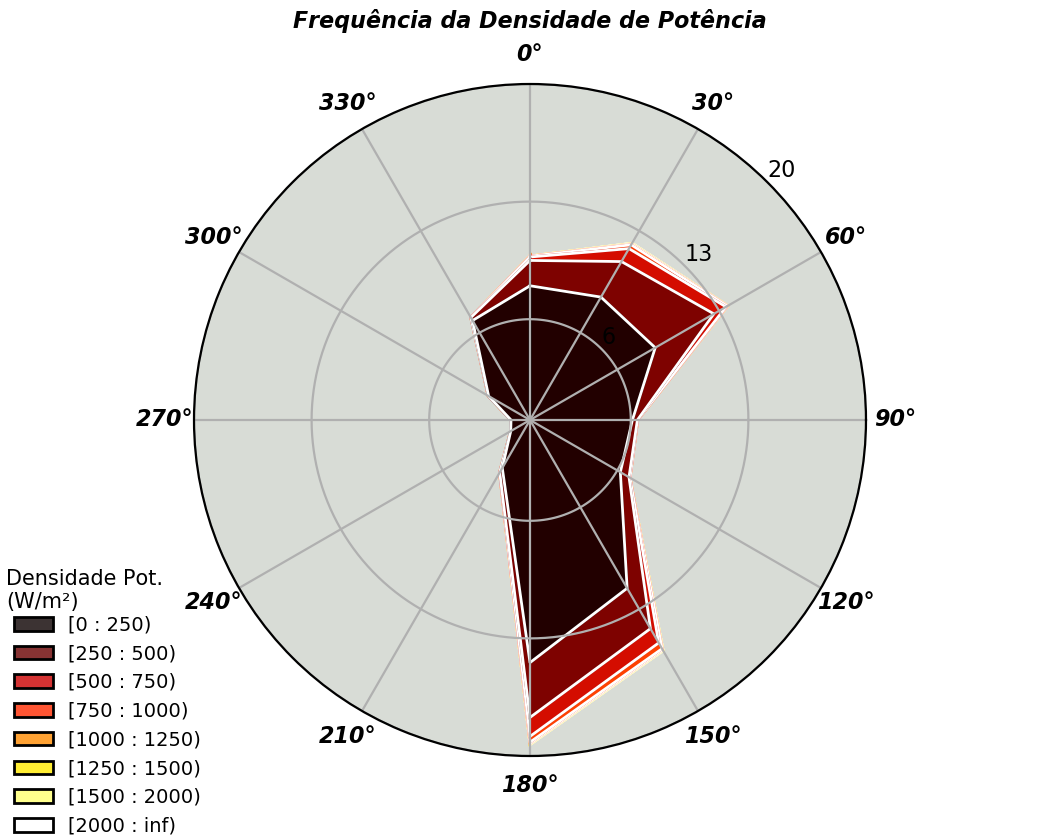 Frequência da Densidade de Potência
0°
330°
30°
20
300°
60°
13
6
270°
90°
240°
120°
210°
150°
180°
Densidade Pot.
(W/m²)
[0 : 250)
[250 : 500)
[500 : 750)
[750 : 1000)
[1000 : 1250)
[1250 : 1500)
[1500 : 2000)
[2000 : inf)